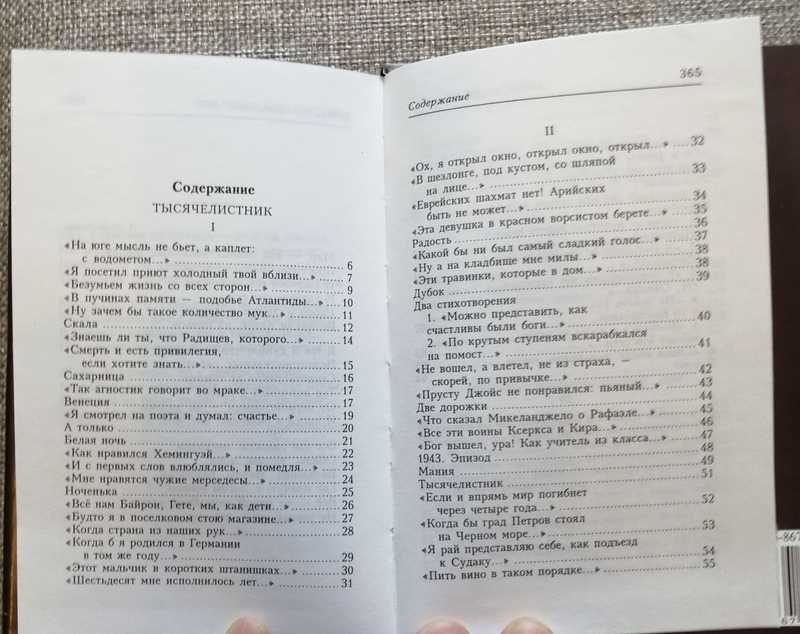 Содержание
ТЫСЯЧЕЛИСТНИК
I
«На юге мысль не бьет, а каплет:
с водометом...» 6
«Я посетил приют холодный твой вблизи...» 7
«Безумьем жизнь со всех сторон...» 9
«В пучинах памяти — подобье Атлантиды...» 10
«Ну зачем бы такое количество мук...» 11
Скала 12
«Знаешь ли ты, что Радищев, которого...» 14
«Смерть и есть привилегия,
если хотите знать...» 15
Сахарница 16
«Так агностик говорит во мраке...» 17
Венеция 17
«Я смотрел на поэта и думал: счастье...» 19
А только 20
Белая ночь 21
«Как нравился Хемингуэй...» 22
«И с первых слов влюблялись, и помедля...» 23
«Мне нравятся чужие мерседесы...» 24
Ноченька 25
«Всё нам Байрон, Гете, мы, как дети...» 26
«Будто я в поселковом стою магазине...» 27
«Когда страна из наших рук...» 28
«Когда б я родился в Германии
в том же году...» 29
«Этот мальчик в коротких штанишках...» 30
«Шестьдесят мне исполнилось лет...» 31
Содержание 365
II
«Ох, я открыл окно, открыл окно, открыл...» 32
«В шезлонге, под кустом, со шляпой
на лице...» 33
«Еврейских шахмат нет! Арийских
быть не может...» 34
«Эта девушка в красном ворсистом берете...» 35
Радость 36
«Какой бы ни был самый сладкий голос...» 37
«Ну а на кладбище мне милы...» 38
«Эти травинки, которые в дом...» 38
Дубок 39
Два стихотворения
1. «Можно представить, как
счастливы были боги...» 40
2. «По крутым ступеням вскарабкался
на помост...» 41
«Не вошел, а влетел, не из страха, —
скорей, по привычке...» 42
«Прусту Джойс не понравился: пьяный...» 43
Две дорожки 44
«Что сказал Микеланджело о Рафаэле...» 45
«Все эти воины Ксеркса и Кира...» 46
«Бог вышел, ура! Как учитель из класса...» 47
1943. Эпизод 48
Мания 49
Тысячелистник 51
«Если и впрямь мир погибнет
через четыре года...» 52
«Когда бы град Петров стоял
на Черном море...» 53
«Я рай представляю себе, как подъезд
к Судаку...» 54
«Пить вино в таком порядке...» 55